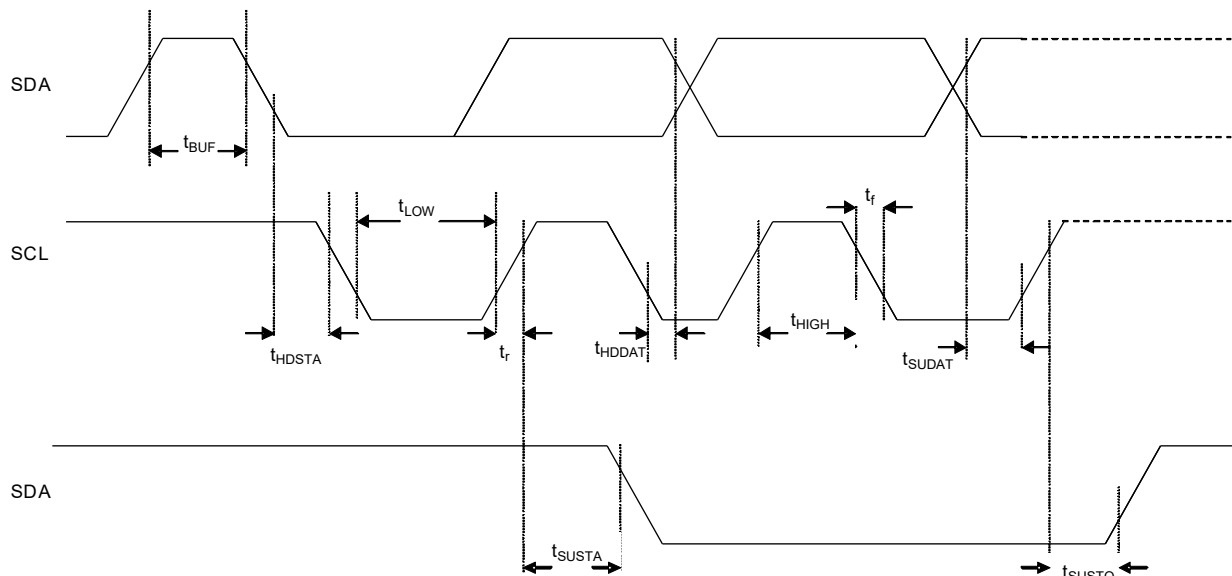 SDA
tBUF
tLOW
tf
SCL
tHDSTA
tr
tHDDAT
tHIGH
tSUDAT
SDA
tSUSTA
tSUSTO